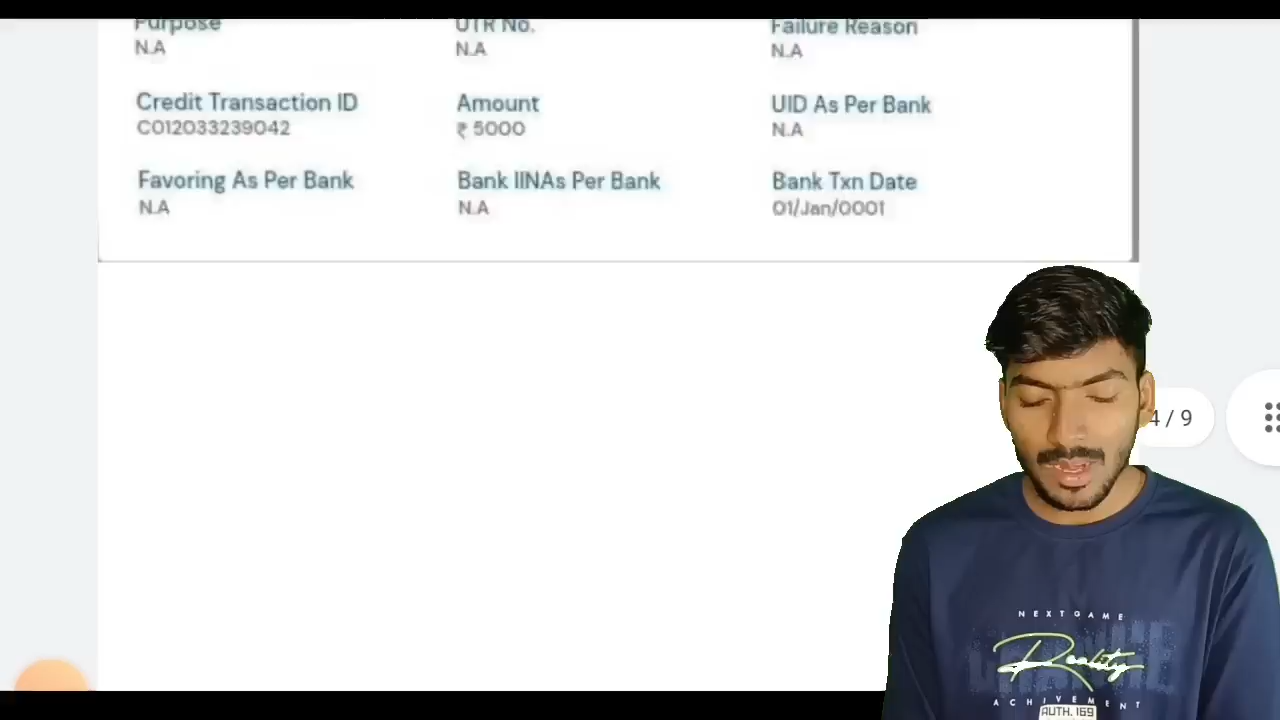 Purpose UTR No. Failure Reason
N.A N.A N.A
Credit Transaction ID Amount UID As Per Bank
C012033239042 ₹ 5000 N.A
Favoring As Per Bank Bank IINAs Per Bank Bank Txn Date
N.A N.A 01/Jan/0001
4 / 9
NEXTGAME
Reality
ACHIVEMENT
AUTH. 169